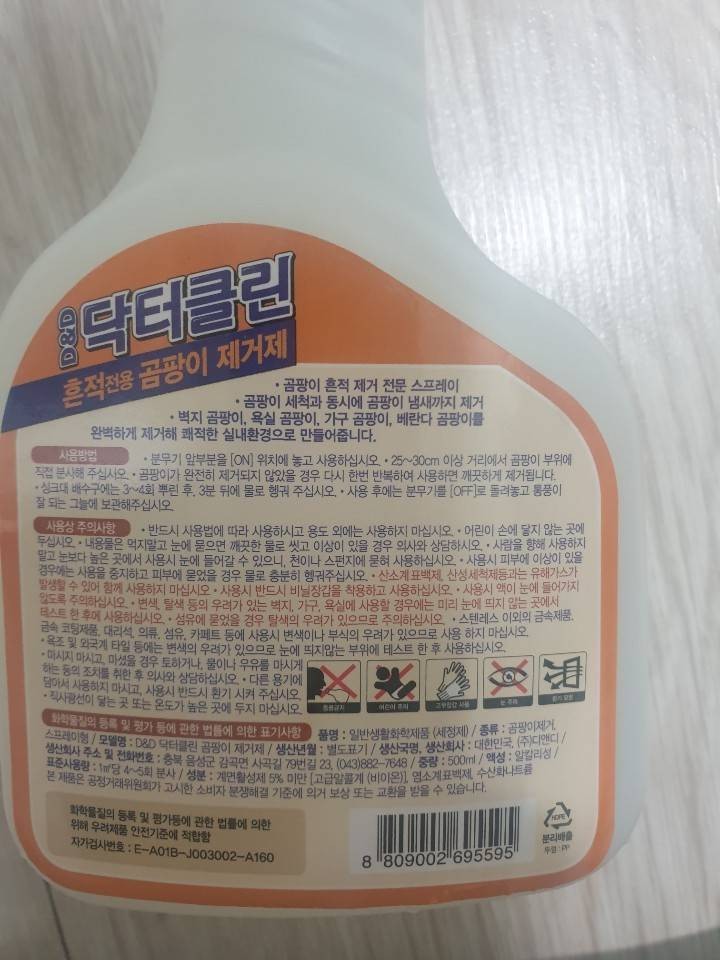 D&D 닥터클린
흔적전용 곰팡이 제거제
• 곰팡이 흔적 제거 전문 스프레이
• 곰팡이 세척과 동시에 곰팡이 냄새까지 제거
• 벽지 곰팡이, 욕실 곰팡이, 가구 곰팡이, 베란다 곰팡이를
완벽하게 제거해 쾌적한 실내환경으로 만들어줍니다.
사용방법 • 분무기 앞부분을 [ON] 위치에 놓고 사용하십시오. • 25~30cm 이상 거리에서 곰팡이 부위에
직접 분사해 주십시오. • 곰팡이가 완전히 제거되지 않았을 경우 다시 한번 반복하여 사용하면 깨끗하게 제거됩니다.
• 싱크대 배수구에는 3~4회 뿌린 후, 3분 뒤에 물로 헹궈 주십시오. • 사용 후에는 분무기를 [OFF]로 돌려놓고 통풍이
잘 되는 그늘에 보관해주십시오.
사용상 주의사항 • 반드시 사용법에 따라 사용하시고 용도 외에는 사용하지 마십시오. • 어린이 손에 닿지 않는 곳에
두십시오. • 내용물은 먹지말고 눈에 묻으면 깨끗한 물로 씻고 이상이 있을 경우 의사와 상담하십시오. • 사람을 향해 사용하지
말고 눈보다 높은 곳에서 사용시 눈에 들어갈 수 있으니, 천이나 스펀지에 묻혀 사용하십시오. • 사용시 피부에 이상이 있을
경우에는 사용을 중지하고 피부에 묻었을 경우 물로 충분히 헹궈주십시오. • 산소계표백제, 산성세척제등과는 유해가스가
발생할 수 있어 함께 사용하지 마십시오. • 사용시 반드시 비닐장갑을 착용하고 사용하십시오. • 사용시 액이 눈에 들어가지
않도록 주의하십시오. • 변색, 탈색 등의 우려가 있는 벽지, 가구, 욕실에 사용할 경우에는 미리 눈에 띄지 않는 곳에서
테스트 한 후에 사용하십시오. • 섬유에 묻었을 경우 탈색의 우려가 있으므로 주의하십시오. • 스텐레스 이외의 금속제품,
금속 코팅제품, 대리석, 의류, 섬유, 카페트 등에 사용시 변색이나 부식의 우려가 있으므로 사용 하지 마십시오.
• 욕조 및 외국계 타일 등에는 변색의 우려가 있으므로 눈에 띄지않는 부위에 테스트 한 후 사용하십시오.
• 마시지 마시고, 마셨을 경우 토하거나, 물이나 우유를 마시게
하는 등의 조치를 취한 후 의사와 상담하십시오. • 다른 용기에
담아서 사용하지 마시고, 사용시 반드시 환기 시켜 주십시오.
• 직사광선이 닿는 곳 또는 온도가 높은 곳에 두지 마십시오.
혼용금지 어린이 주의 고무장갑 사용 눈 주의 환기 필요
화학물질의 등록 및 평가 등에 관한 법률에 의한 표기사항 품명 : 일반생활화학제품 (세정제) / 종류 : 곰팡이제거,
스프레이형 / 모델명 : D&D 닥터클린 곰팡이 제거제 / 생산년월 : 별도표기 / 생산국명, 생산회사 : 대한민국, (주)디앤디 /
생산회사 주소 및 전화번호 : 충북 음성군 감곡면 사곡길 79번길 23, (043)882-7648 / 중량 : 500ml / 액성 : 알칼리성 /
표준사용량 : 1㎡당 4~5회 분사 / 성분 : 계면활성제 5% 미만 [고급알콜계 (비이온)], 염소계표백제, 수산화나트륨
본 제품은 공정거래위원회가 고시한 소비자 분쟁해결 기준에 의거 보상 또는 교환을 받을 수 있습니다.
화학물질의 등록 및 평가등에 관한 법률에 의한
위해 우려제품 안전기준에 적합함
자가검사번호 : E-A01B-J003002-A160
8 809002 695595
HDPE
분리배출
뚜껑 : PP